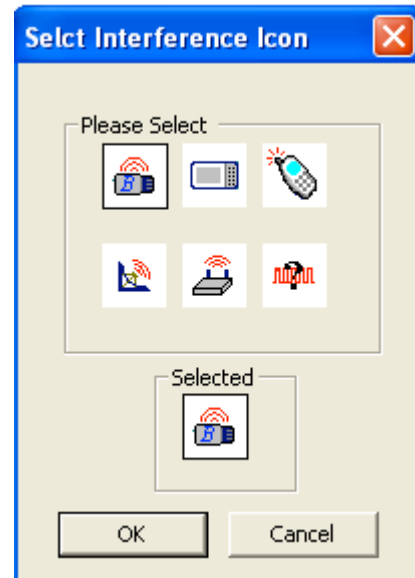 Selct Interference Icon
Please Select
B
Selected
B
OK
Cancel